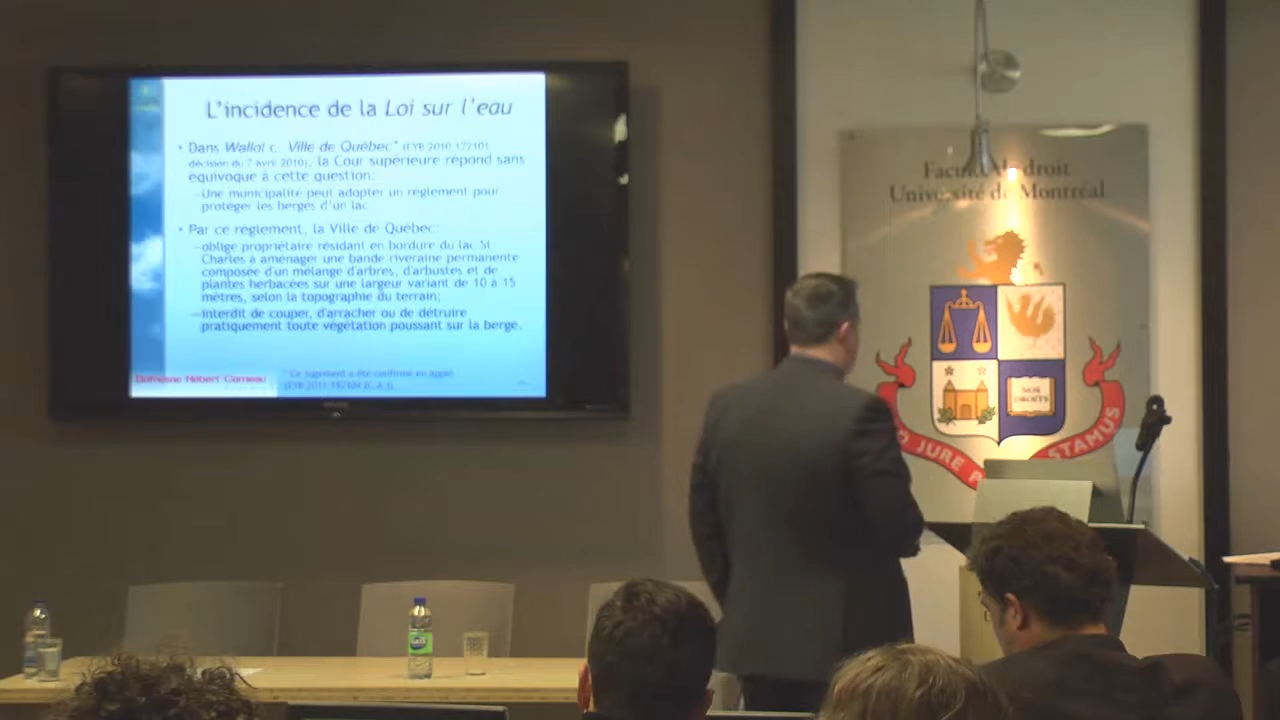 L'incidence de la Loi sur l'eau
• Dans Wallot c. Ville de Québec* (EYB 2010 172101
décision du 7 avril 2010), la Cour supérieure répond sans
équivoque à cette question:
—Une municipalité peut adopter un règlement pour
protéger les berges d'un lac
• Par ce règlement, la Ville de Québec:
—oblige propriétaire résidant en bordure du lac St
Charles à aménager une bande riveraine permanente
composée d'un mélange d'arbres, d'arbustes et de
plantes herbacées sur une largeur variant de 10 à 15
mètres, selon la topographie du terrain;
—interdit de couper, d'arracher ou de détruire
pratiquement toute végétation poussant sur la berge.
Dufresne Hébert Comeau
* Ce jugement a été confirmé en appel
(EYB 2011 (C.A.)).
Faculté de droit
Université de Montréal
NOS
DROITS
JURE
STAMUS